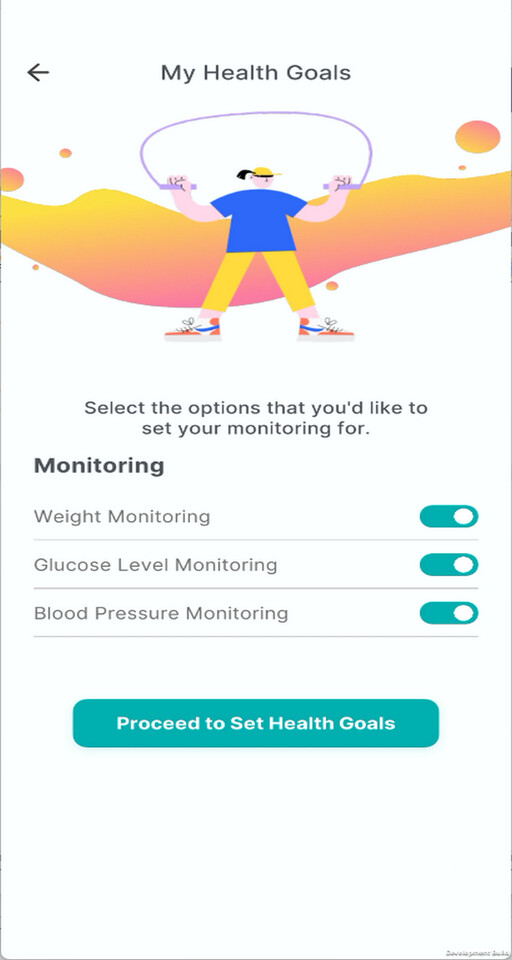 My Health Goals
Select the options that you'd like to
set your monitoring for.
Monitoring
Weight Monitoring
Glucose Level Monitoring
Blood Pressure Monitoring
Proceed to Set Health Goals
Development Build